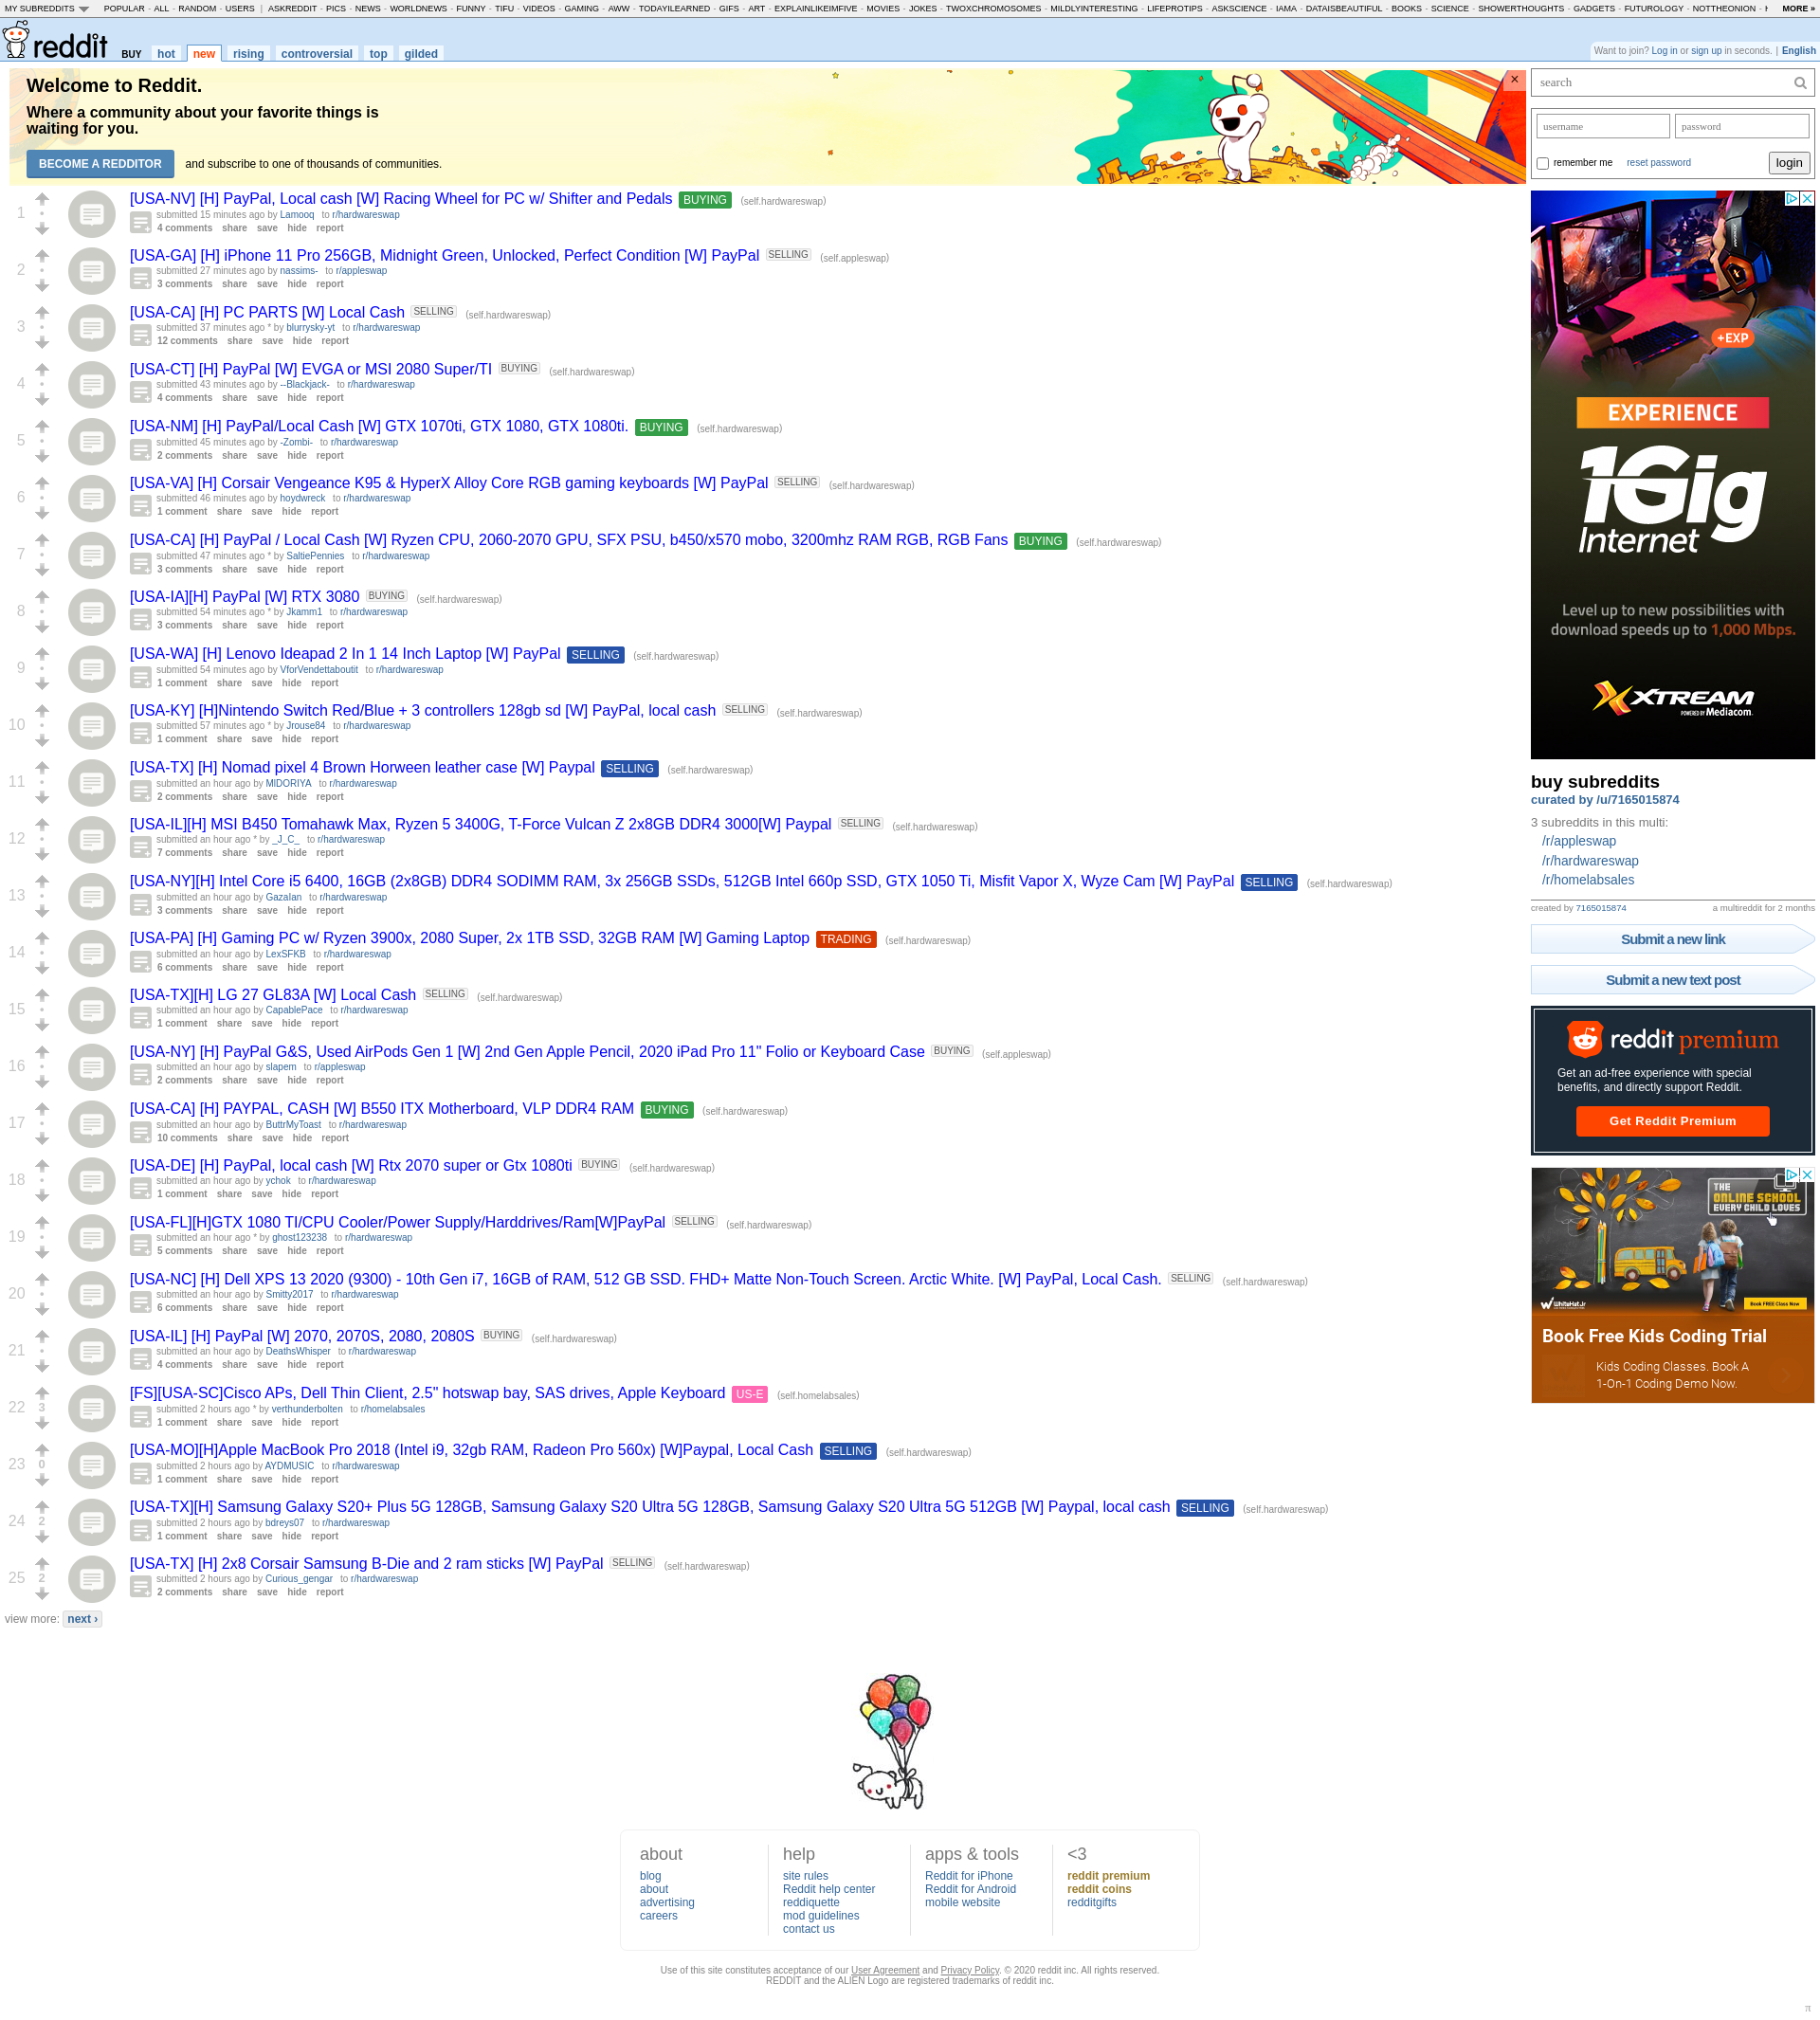 MY SUBREDDITS POPULAR - ALL - RANDOM - USERS | ASKREDDIT - PICS - NEWS - WORLDNEWS - FUNNY - TIFU - VIDEOS - GAMING - AWW - TODAYILEARNED - GIFS - ART - EXPLAINLIKEIMFIVE - MOVIES - JOKES - TWOXCHROMOSOMES - MILDLYINTERESTING - LIFEPROTIPS - ASKSCIENCE - IAMA - DATAISBEAUTIFUL - BOOKS - SCIENCE - SHOWERTHOUGHTS - GADGETS - FUTUROLOGY - NOTTHEONION - MORE »
reddit BUY hot new rising controversial top gilded
Want to join? Log in or sign up in seconds. | English
Welcome to Reddit.
Where a community about your favorite things is
waiting for you.
BECOME A REDDITOR and subscribe to one of thousands of communities.
×
1 [USA-NV] [H] PayPal, Local cash [W] Racing Wheel for PC w/ Shifter and Pedals BUYING (self.hardwareswap)
submitted 15 minutes ago by Lamooq to r/hardwareswap
4 comments share save hide report
2 [USA-GA] [H] iPhone 11 Pro 256GB, Midnight Green, Unlocked, Perfect Condition [W] PayPal SELLING (self.appleswap)
submitted 27 minutes ago by nassims- to r/appleswap
3 comments share save hide report
3 [USA-CA] [H] PC PARTS [W] Local Cash SELLING (self.hardwareswap)
submitted 37 minutes ago * by blurrysky-yt to r/hardwareswap
12 comments share save hide report
4 [USA-CT] [H] PayPal [W] EVGA or MSI 2080 Super/TI BUYING (self.hardwareswap)
submitted 43 minutes ago by --Blackjack- to r/hardwareswap
4 comments share save hide report
5 [USA-NM] [H] PayPal/Local Cash [W] GTX 1070ti, GTX 1080, GTX 1080ti. BUYING (self.hardwareswap)
submitted 45 minutes ago by -Zombi- to r/hardwareswap
2 comments share save hide report
6 [USA-VA] [H] Corsair Vengeance K95 & HyperX Alloy Core RGB gaming keyboards [W] PayPal SELLING (self.hardwareswap)
submitted 46 minutes ago by hoydwreck to r/hardwareswap
1 comment share save hide report
7 [USA-CA] [H] PayPal / Local Cash [W] Ryzen CPU, 2060-2070 GPU, SFX PSU, b450/x570 mobo, 3200mhz RAM RGB, RGB Fans BUYING (self.hardwareswap)
submitted 47 minutes ago * by SaltiePennies to r/hardwareswap
3 comments share save hide report
8 [USA-IA][H] PayPal [W] RTX 3080 BUYING (self.hardwareswap)
submitted 54 minutes ago * by Jkamm1 to r/hardwareswap
3 comments share save hide report
9 [USA-WA] [H] Lenovo Ideapad 2 In 1 14 Inch Laptop [W] PayPal SELLING (self.hardwareswap)
submitted 54 minutes ago by VforVendettaboutit to r/hardwareswap
1 comment share save hide report
10 [USA-KY] [H]Nintendo Switch Red/Blue + 3 controllers 128gb sd [W] PayPal, local cash SELLING (self.hardwareswap)
submitted 57 minutes ago * by Jrouse84 to r/hardwareswap
1 comment share save hide report
11 [USA-TX] [H] Nomad pixel 4 Brown Horween leather case [W] Paypal SELLING (self.hardwareswap)
submitted an hour ago by MIDORIYA to r/hardwareswap
2 comments share save hide report
12 [USA-IL][H] MSI B450 Tomahawk Max, Ryzen 5 3400G, T-Force Vulcan Z 2x8GB DDR4 3000[W] Paypal SELLING (self.hardwareswap)
submitted an hour ago * by _J_C_ to r/hardwareswap
7 comments share save hide report
13 [USA-NY][H] Intel Core i5 6400, 16GB (2x8GB) DDR4 SODIMM RAM, 3x 256GB SSDs, 512GB Intel 660p SSD, GTX 1050 Ti, Misfit Vapor X, Wyze Cam [W] PayPal SELLING (self.hardwareswap)
submitted an hour ago by Gazalan to r/hardwareswap
3 comments share save hide report
14 [USA-PA] [H] Gaming PC w/ Ryzen 3900x, 2080 Super, 2x 1TB SSD, 32GB RAM [W] Gaming Laptop TRADING (self.hardwareswap)
submitted an hour ago by LexSFKB to r/hardwareswap
6 comments share save hide report
15 [USA-TX][H] LG 27 GL83A [W] Local Cash SELLING (self.hardwareswap)
submitted an hour ago by CapablePace to r/hardwareswap
1 comment share save hide report
16 [USA-NY] [H] PayPal G&S, Used AirPods Gen 1 [W] 2nd Gen Apple Pencil, 2020 iPad Pro 11" Folio or Keyboard Case BUYING (self.appleswap)
submitted an hour ago by slapem to r/appleswap
2 comments share save hide report
17 [USA-CA] [H] PAYPAL, CASH [W] B550 ITX Motherboard, VLP DDR4 RAM BUYING (self.hardwareswap)
submitted an hour ago by ButtrMyToast to r/hardwareswap
10 comments share save hide report
18 [USA-DE] [H] PayPal, local cash [W] Rtx 2070 super or Gtx 1080ti BUYING (self.hardwareswap)
submitted an hour ago by ychok to r/hardwareswap
1 comment share save hide report
19 [USA-FL][H]GTX 1080 TI/CPU Cooler/Power Supply/Harddrives/Ram[W]PayPal SELLING (self.hardwareswap)
submitted an hour ago * by ghost123238 to r/hardwareswap
5 comments share save hide report
20 [USA-NC] [H] Dell XPS 13 2020 (9300) - 10th Gen i7, 16GB of RAM, 512 GB SSD. FHD+ Matte Non-Touch Screen. Arctic White. [W] PayPal, Local Cash. SELLING (self.hardwareswap)
submitted an hour ago by Smitty2017 to r/hardwareswap
6 comments share save hide report
21 [USA-IL] [H] PayPal [W] 2070, 2070S, 2080, 2080S BUYING (self.hardwareswap)
submitted an hour ago by DeathsWhisper to r/hardwareswap
4 comments share save hide report
22 3 [FS][USA-SC]Cisco APs, Dell Thin Client, 2.5" hotswap bay, SAS drives, Apple Keyboard US-E (self.homelabsales)
submitted 2 hours ago * by verthunderbolten to r/homelabsales
1 comment share save hide report
23 0 [USA-MO][H]Apple MacBook Pro 2018 (Intel i9, 32gb RAM, Radeon Pro 560x) [W]Paypal, Local Cash SELLING (self.hardwareswap)
submitted 2 hours ago by AYDMUSIC to r/hardwareswap
1 comment share save hide report
24 2 [USA-TX][H] Samsung Galaxy S20+ Plus 5G 128GB, Samsung Galaxy S20 Ultra 5G 128GB, Samsung Galaxy S20 Ultra 5G 512GB [W] Paypal, local cash SELLING (self.hardwareswap)
submitted 2 hours ago by bdreys07 to r/hardwareswap
1 comment share save hide report
25 2 [USA-TX] [H] 2x8 Corsair Samsung B-Die and 2 ram sticks [W] PayPal SELLING (self.hardwareswap)
submitted 2 hours ago by Curious_gengar to r/hardwareswap
2 comments share save hide report
view more: next ›
search
username password
remember me reset password login
+EXP
EXPERIENCE
1Gig
Internet
Level up to new possibilities with
download speeds up to 1,000 Mbps.
XTREAM
POWERED BY Mediacom
buy subreddits
curated by /u/7165015874
3 subreddits in this multi:
/r/appleswap
/r/hardwareswap
/r/homelabsales
created by 7165015874 a multireddit for 2 months
Submit a new link
Submit a new text post
reddit premium
Get an ad-free experience with special
benefits, and directly support Reddit.
Get Reddit Premium
THE
ONLINE SCHOOL
EVERY CHILD LOVES
WhiteHat Jr
Book FREE Class Now
Book Free Kids Coding Trial
Kids Coding Classes. Book A
1-On-1 Coding Demo Now.
about
blog
about
advertising
careers
help
site rules
Reddit help center
reddiquette
mod guidelines
contact us
apps & tools
Reddit for iPhone
Reddit for Android
mobile website
<3
reddit premium
reddit coins
redditgifts
Use of this site constitutes acceptance of our User Agreement and Privacy Policy. © 2020 reddit inc. All rights reserved.
REDDIT and the ALIEN Logo are registered trademarks of reddit inc.
π